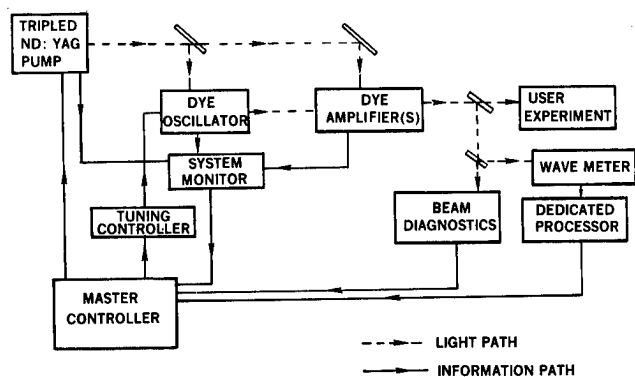 TRIPLED
ND: YAG
PUMP
DYE
OSCILLATOR
DYE
AMPLIFIER(S)
USER
EXPERIMENT
SYSTEM
MONITOR
WAVE METER
TUNING
CONTROLLER
BEAM
DIAGNOSTICS
DEDICATED
PROCESSOR
MASTER
CONTROLLER
LIGHT PATH
INFORMATION PATH